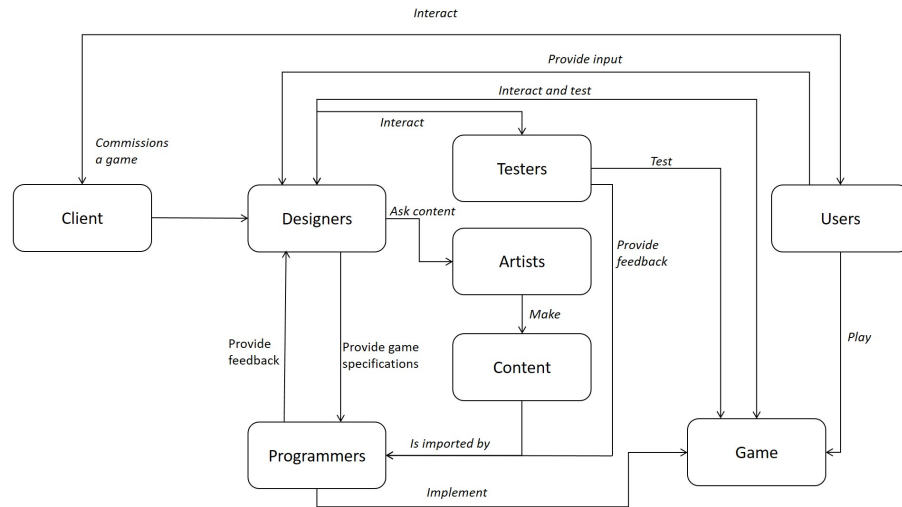 Interact
Provide input
Interact and test
Interact
Commissions
a game
Testers
Test
Client
Designers
Ask content
Users
Artists
Provide
feedback
Make
Provide
feedback
Provide game
specifications
Content
Play
Is imported by
Programmers
Game
Implement